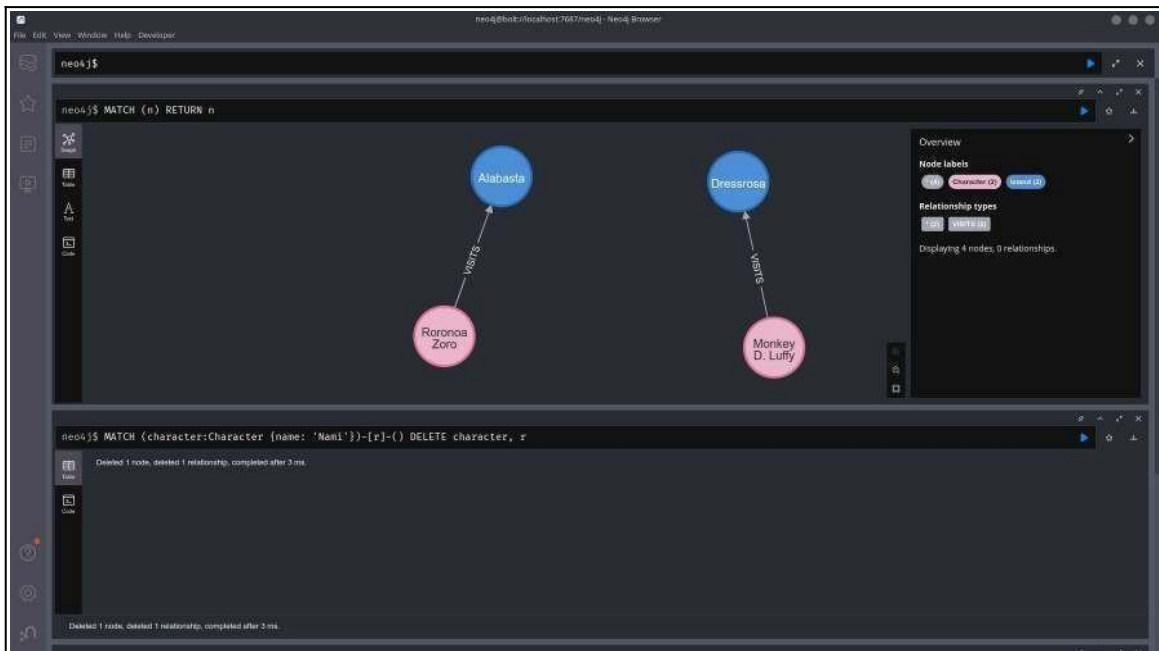 neo4j@bolt://localhost:7687/neo4j - Neo4j Browser
File Edit View Window Help Developer
neo4j$
neo4j$ MATCH (n) RETURN n
Graph
Table
Text
Code
Alabasta
Dressrosa
VISITS
VISITS
Roronoa
Zoro
Monkey
D. Luffy
Overview
Node labels
* (4) Character (2) Island (2)
Relationship types
* (2) VISITS (2)
Displaying 4 nodes, 0 relationships.
neo4j$ MATCH (character:Character {name: 'Nami'})-[r]-() DELETE character, r
Table
Code
Deleted 1 node, deleted 1 relationship, completed after 3 ms.
Deleted 1 node, deleted 1 relationship, completed after 3 ms.